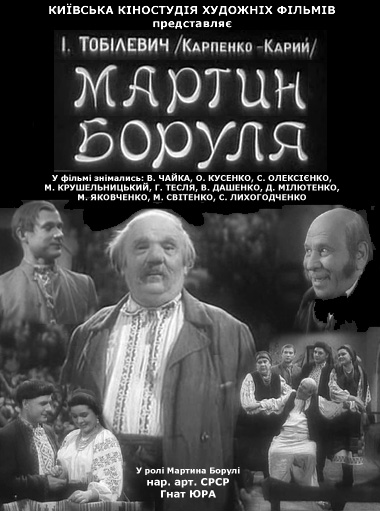 КИЇВСЬКА КІНОСТУДІЯ ХУДОЖНІХ ФІЛЬМІВ
представляє
І. ТОБІЛЕВИЧ /КАРПЕНКО-КАРИЙ/
МАРТИН
БОРУЛЯ
У фільмі знімались: В. ЧАЙКА, О. КУСЕНКО, С. ОЛЕКСІЄНКО,
М. КРУШЕЛЬНИЦЬКИЙ, Г. ТЕСЛЯ, В. ДАШЕНКО, Д. МІЛЮТЕНКО,
М. ЯКОВЧЕНКО, М. СВІТЕНКО, С. ЛИХОГОДЧЕНКО
У ролі Мартина Борулі
нар. арт. СРСР
Гнат ЮРА